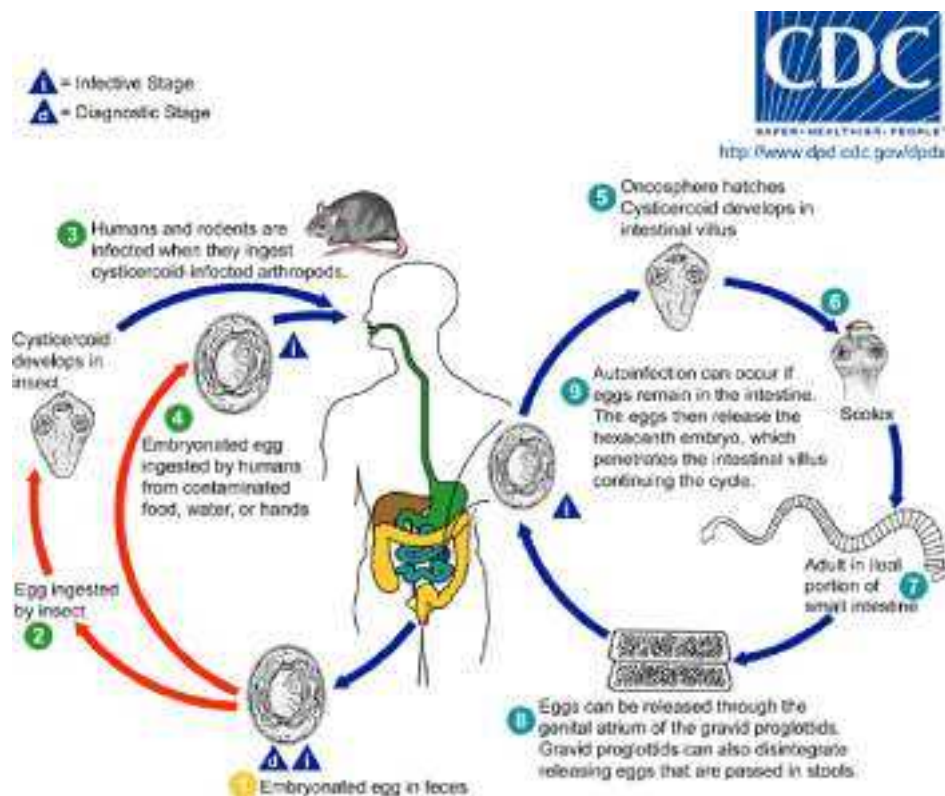 i = Infective Stage
d = Diagnostic Stage
CDC
SAFER • HEALTHIER • PEOPLE
http://www.dpd.cdc.gov/dpdx
3 Humans and rodents are
infected when they ingest
cysticercoid-infected arthropods.
5 Oncosphere hatches
Cysticercoid develops in
intestinal villus
6
Scolex
Cysticercoid
develops in
insect
i
4
Embryonated egg
ingested by humans
from contaminated
food, water, or hands
9 Autoinfection can occur if
eggs remain in the intestine.
The eggs then release the
hexacanth embryo, which
penetrates the intestinal villus
continuing the cycle.
i
Egg ingested
by insect
2
Adult in ileal
portion of
small intestine
7
8 Eggs can be released through the
genital atrium of the gravid proglottids.
Gravid proglottids can also disintegrate
releasing eggs that are passed in stools.
d i
1 Embryonated egg in feces